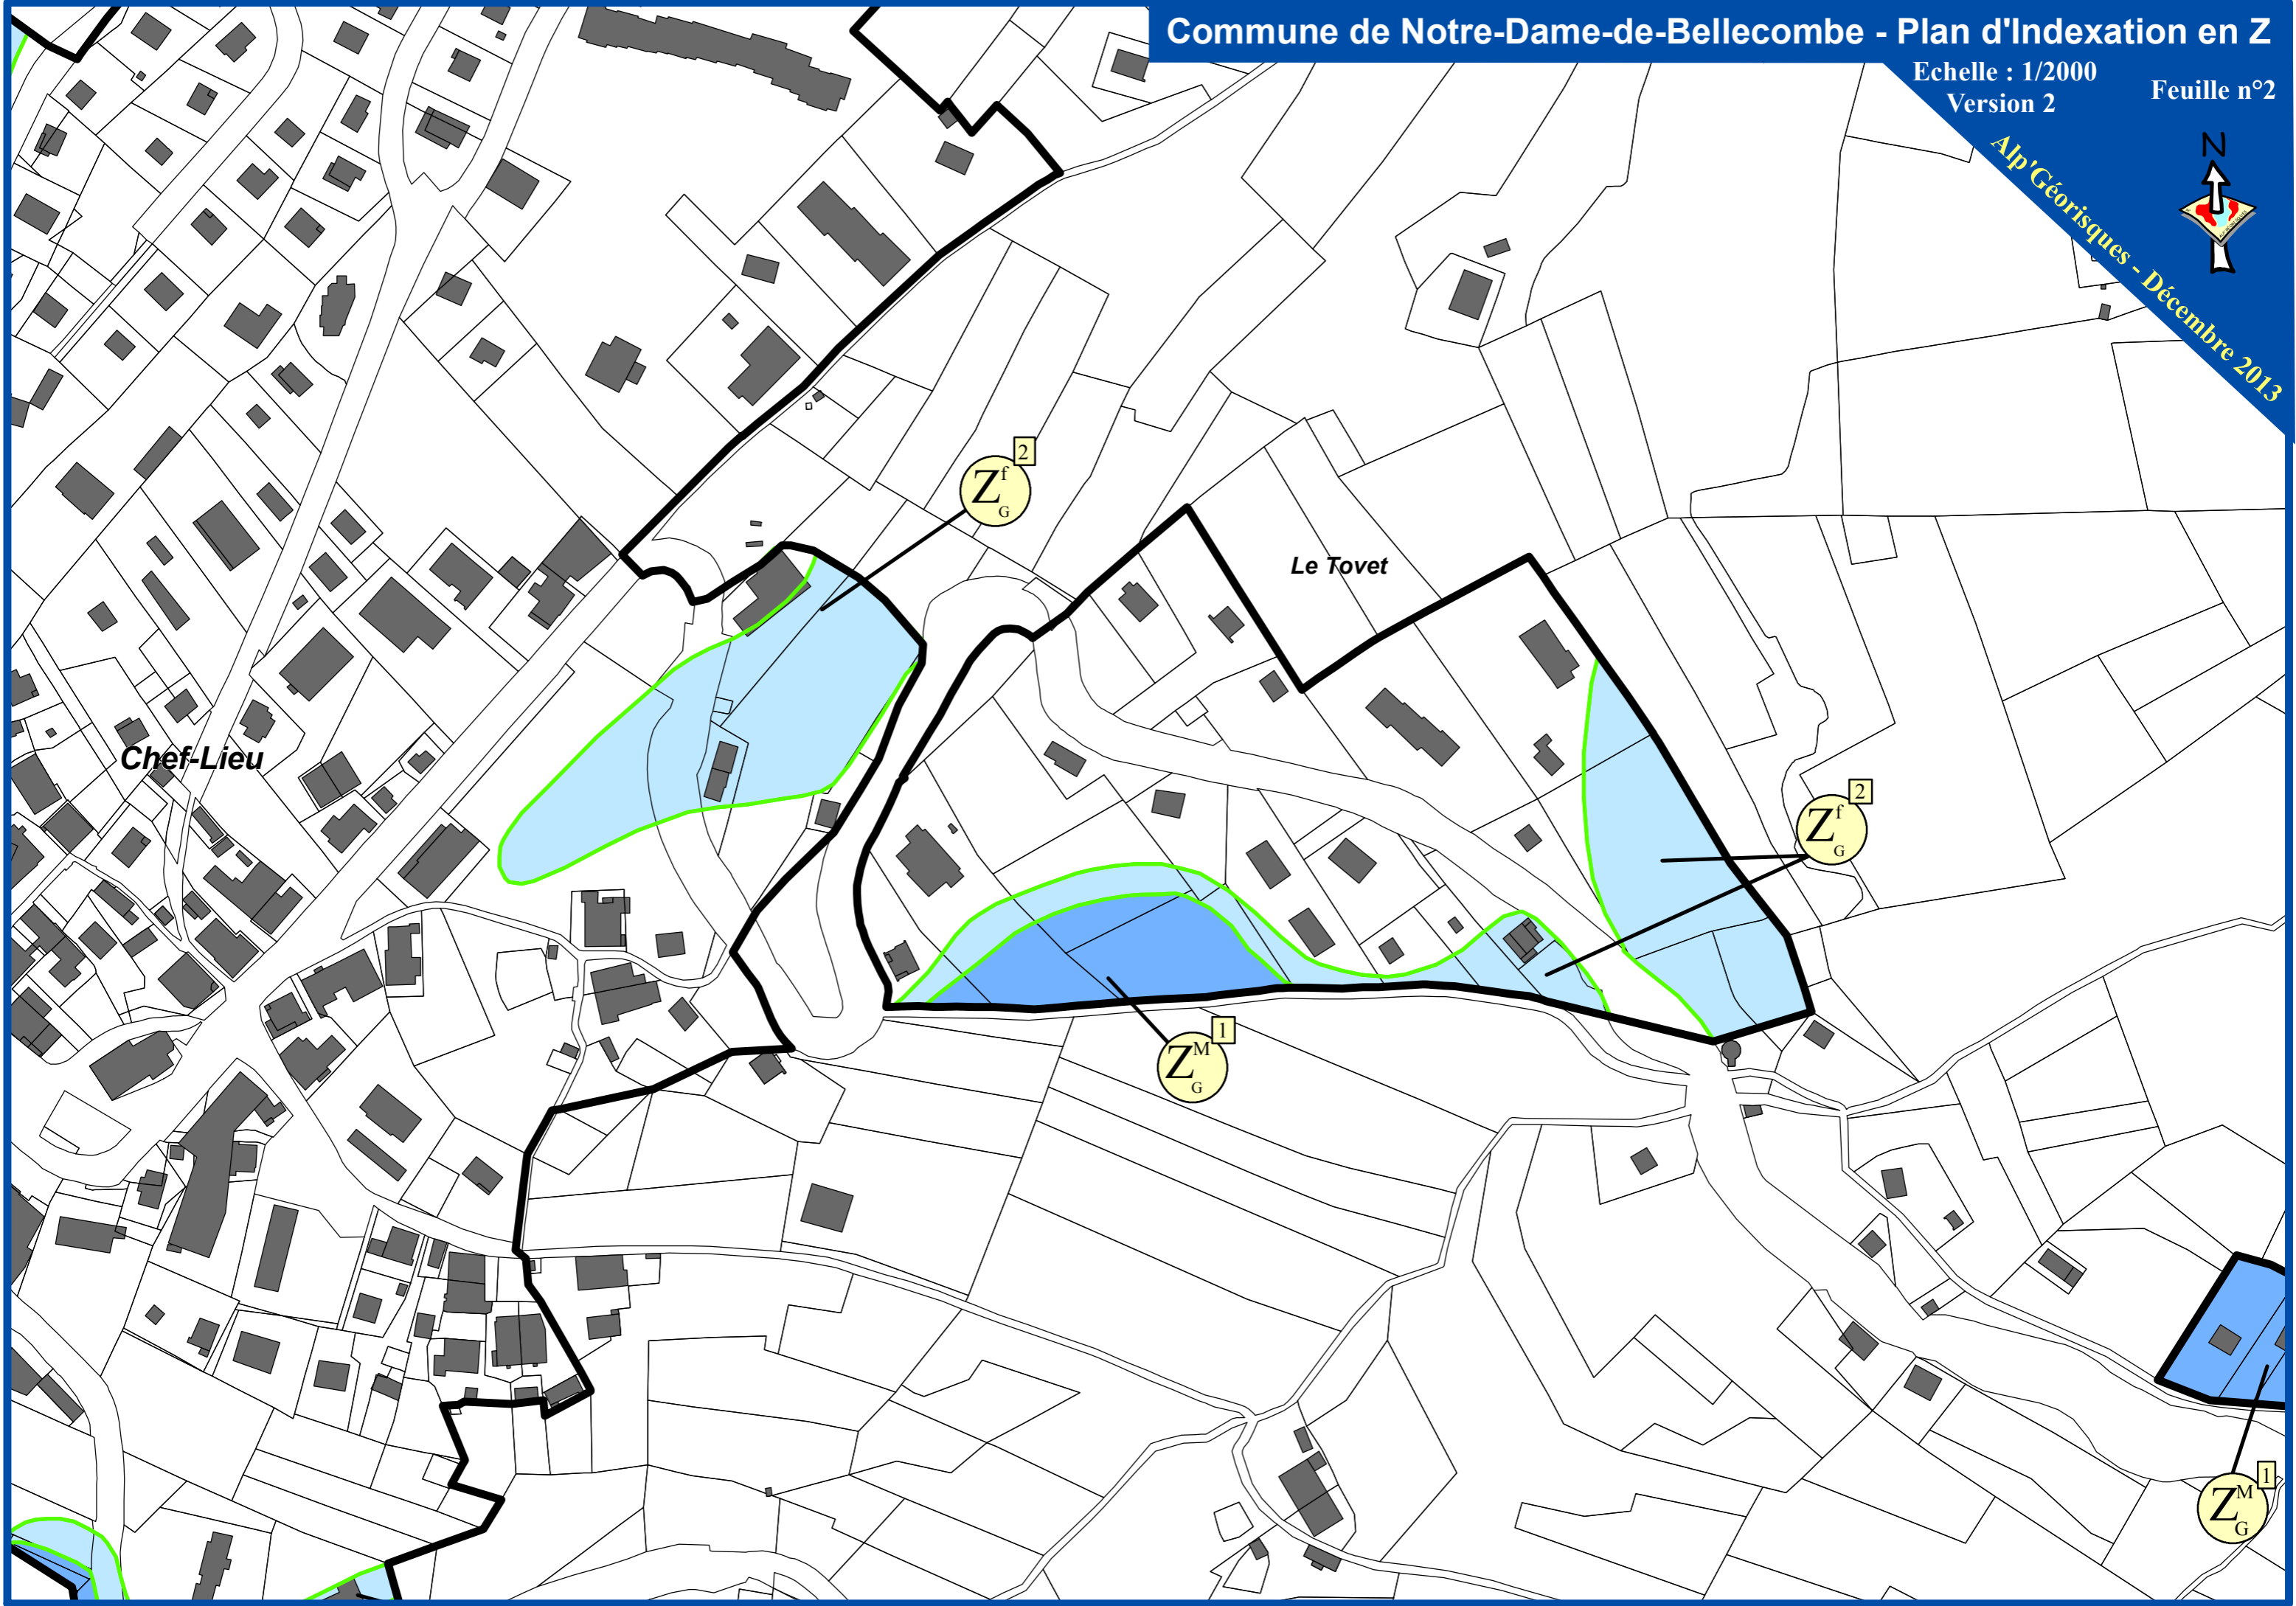 Commune de Notre-Dame-de-Bellecombe - Plan d'Indexation en Z
Echelle : 1/2000
Version 2
Feuille n°2
N
Alp'Géorisques - Décembre 2013
Z f G 2
Le Tovet
Chef-Lieu
Z f G 2
Z M G 1
Z M G 1